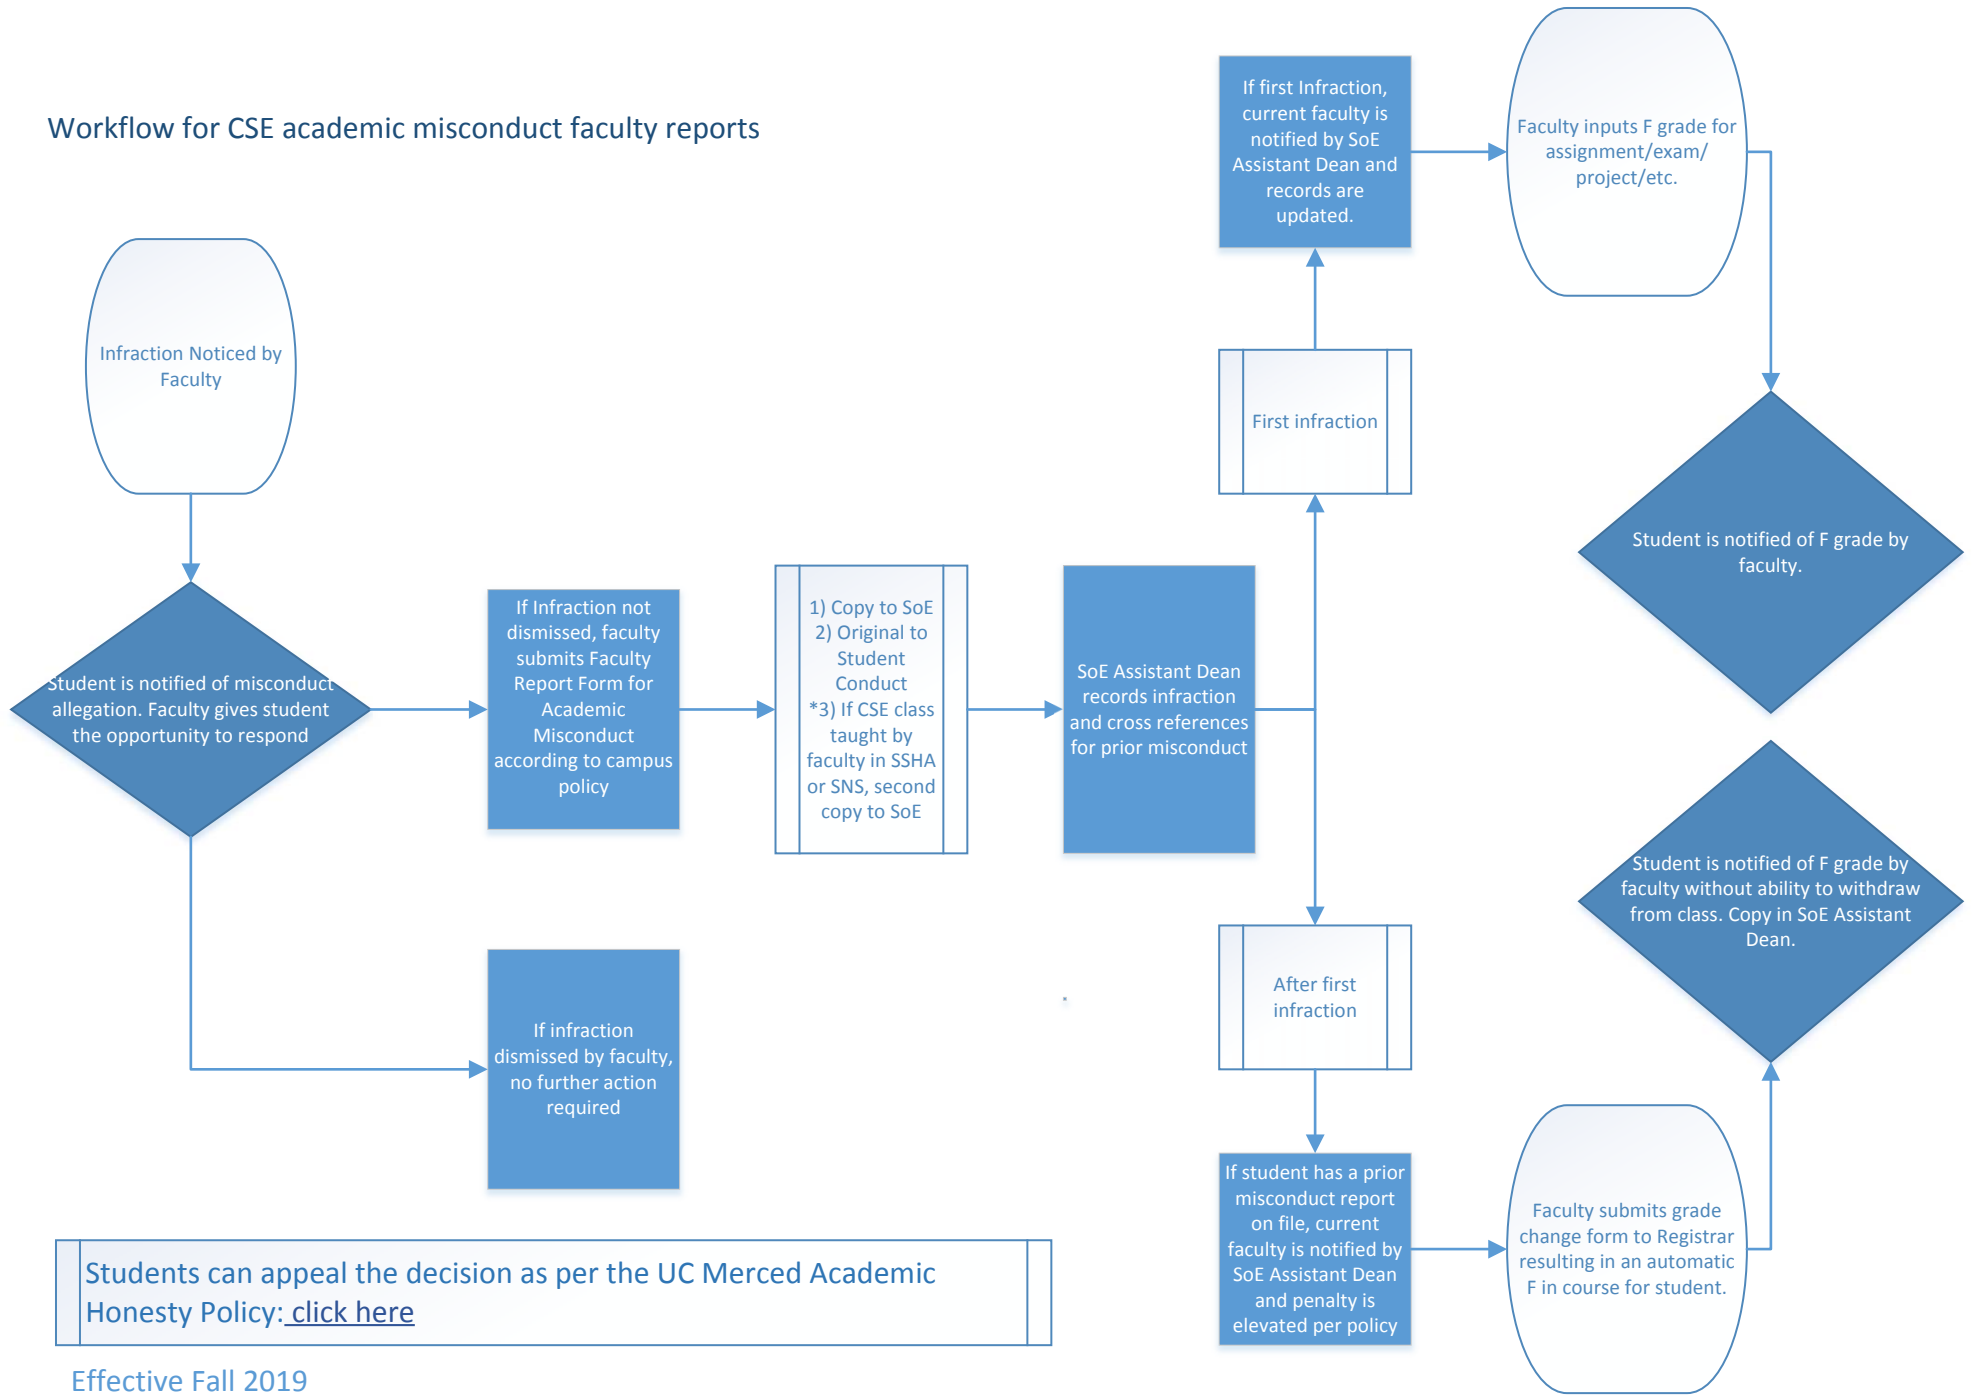 Workflow for CSE academic misconduct faculty reports
Infraction Noticed by
Faculty
Student is notified of misconduct
allegation. Faculty gives student
the opportunity to respond
If Infraction not
dismissed, faculty
submits Faculty
Report Form for
Academic
Misconduct
according to campus
policy
If infraction
dismissed by faculty,
no further action
required
1) Copy to SoE
2) Original to
Student
Conduct
*3) If CSE class
taught by
faculty in SSHA
or SNS, second
copy to SoE
SoE Assistant Dean
records infraction
and cross references
for prior misconduct
First infraction
If first Infraction,
current faculty is
notified by SoE
Assistant Dean and
records are
updated.
Faculty inputs F grade for
assignment/exam/
project/etc.
Student is notified of F grade by
faculty.
After first
infraction
If student has a prior
misconduct report
on file, current
faculty is notified by
SoE Assistant Dean
and penalty is
elevated per policy
Faculty submits grade
change form to Registrar
resulting in an automatic
F in course for student.
Student is notified of F grade by
faculty without ability to withdraw
from class. Copy in SoE Assistant
Dean.
Students can appeal the decision as per the UC Merced Academic
Honesty Policy: click here
Effective Fall 2019